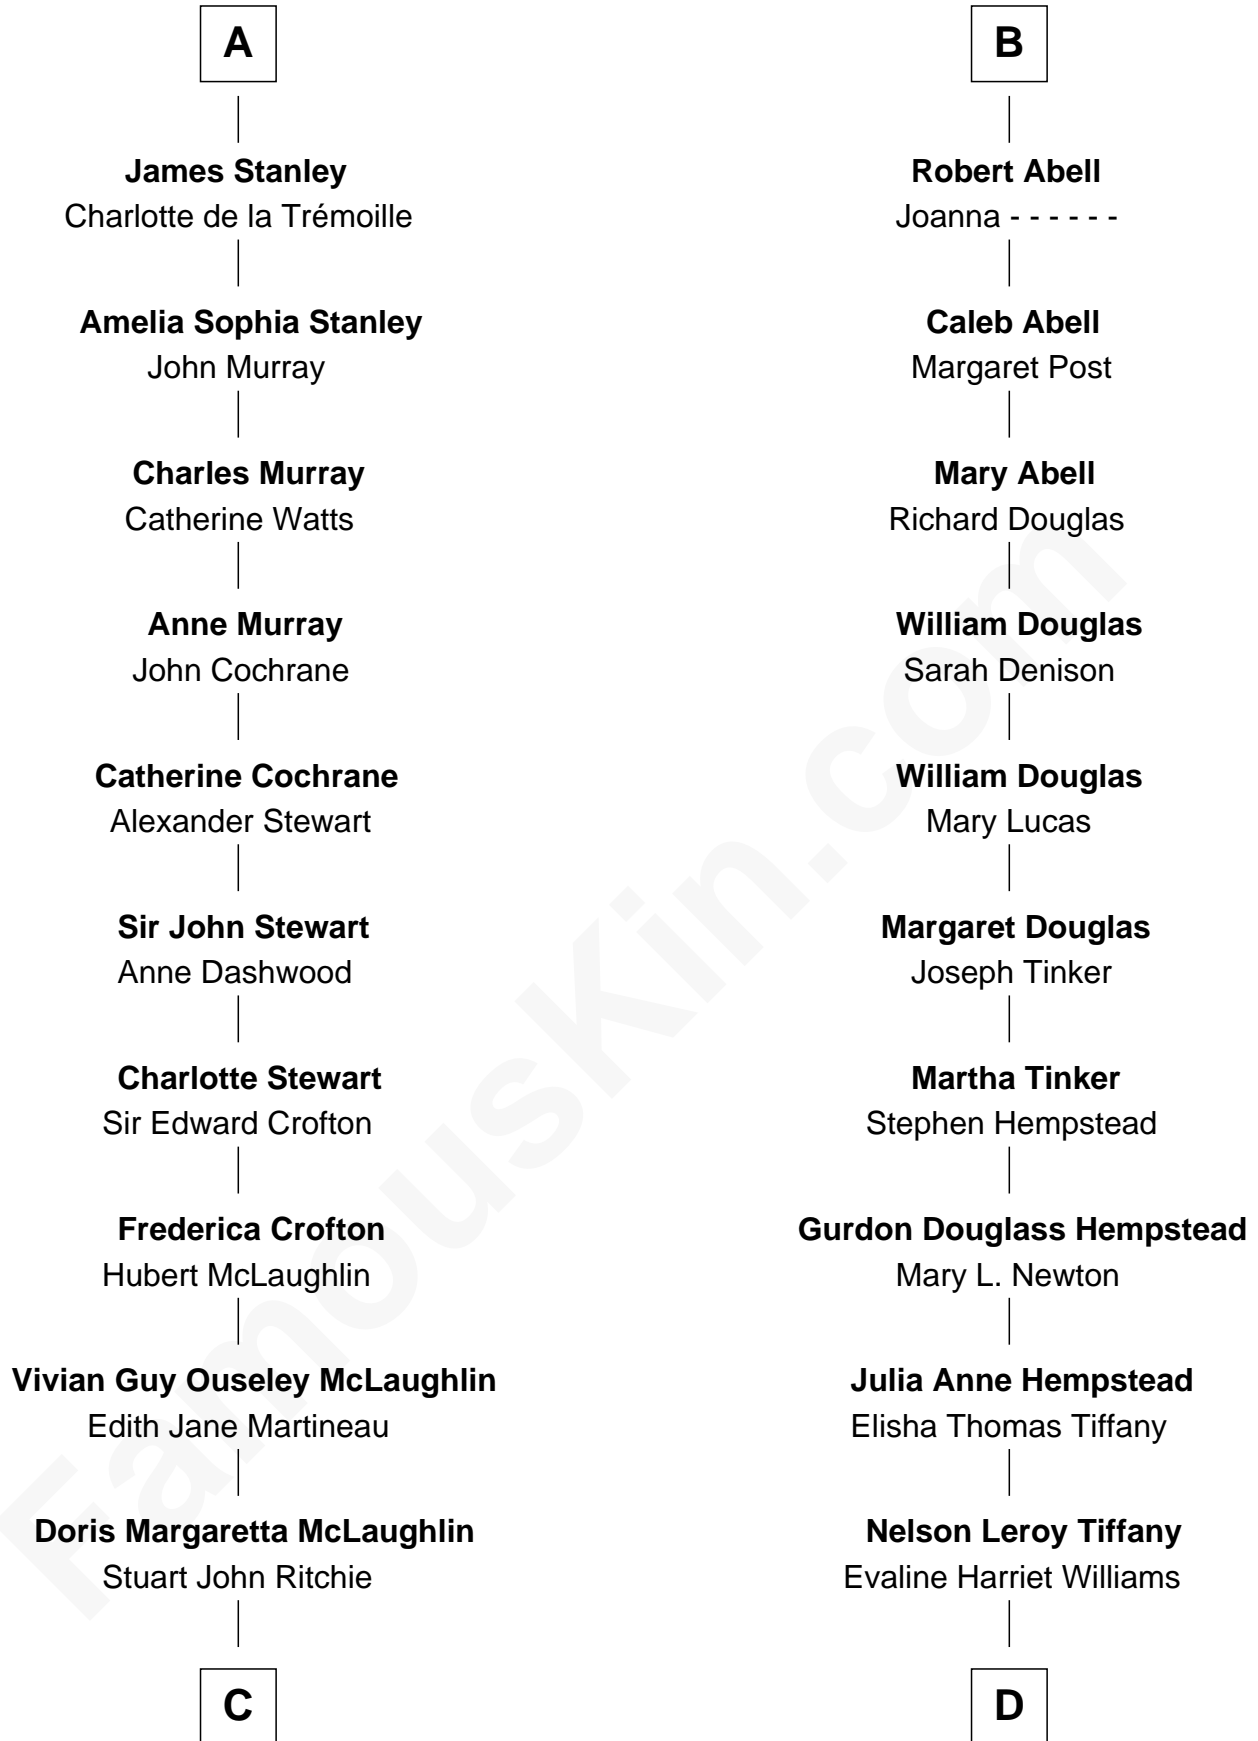 A
James Stanley
Charlotte de la Trémoille
Amelia Sophia Stanley
John Murray
Charles Murray
Catherine Watts
Anne Murray
John Cochrane
Catherine Cochrane
Alexander Stewart
Sir John Stewart
Anne Dashwood
Charlotte Stewart
Sir Edward Crofton
Frederica Crofton
Hubert McLaughlin
Vivian Guy Ouseley McLaughlin
Edith Jane Martineau
Doris Margaretta McLaughlin
Stuart John Ritchie
C
B
Robert Abell
Joanna - - - - - -
Caleb Abell
Margaret Post
Mary Abell
Richard Douglas
William Douglas
Sarah Denison
William Douglas
Mary Lucas
Margaret Douglas
Joseph Tinker
Martha Tinker
Stephen Hempstead
Gurdon Douglass Hempstead
Mary L. Newton
Julia Anne Hempstead
Elisha Thomas Tiffany
Nelson Leroy Tiffany
Evaline Harriet Williams
D
FamousKin.com